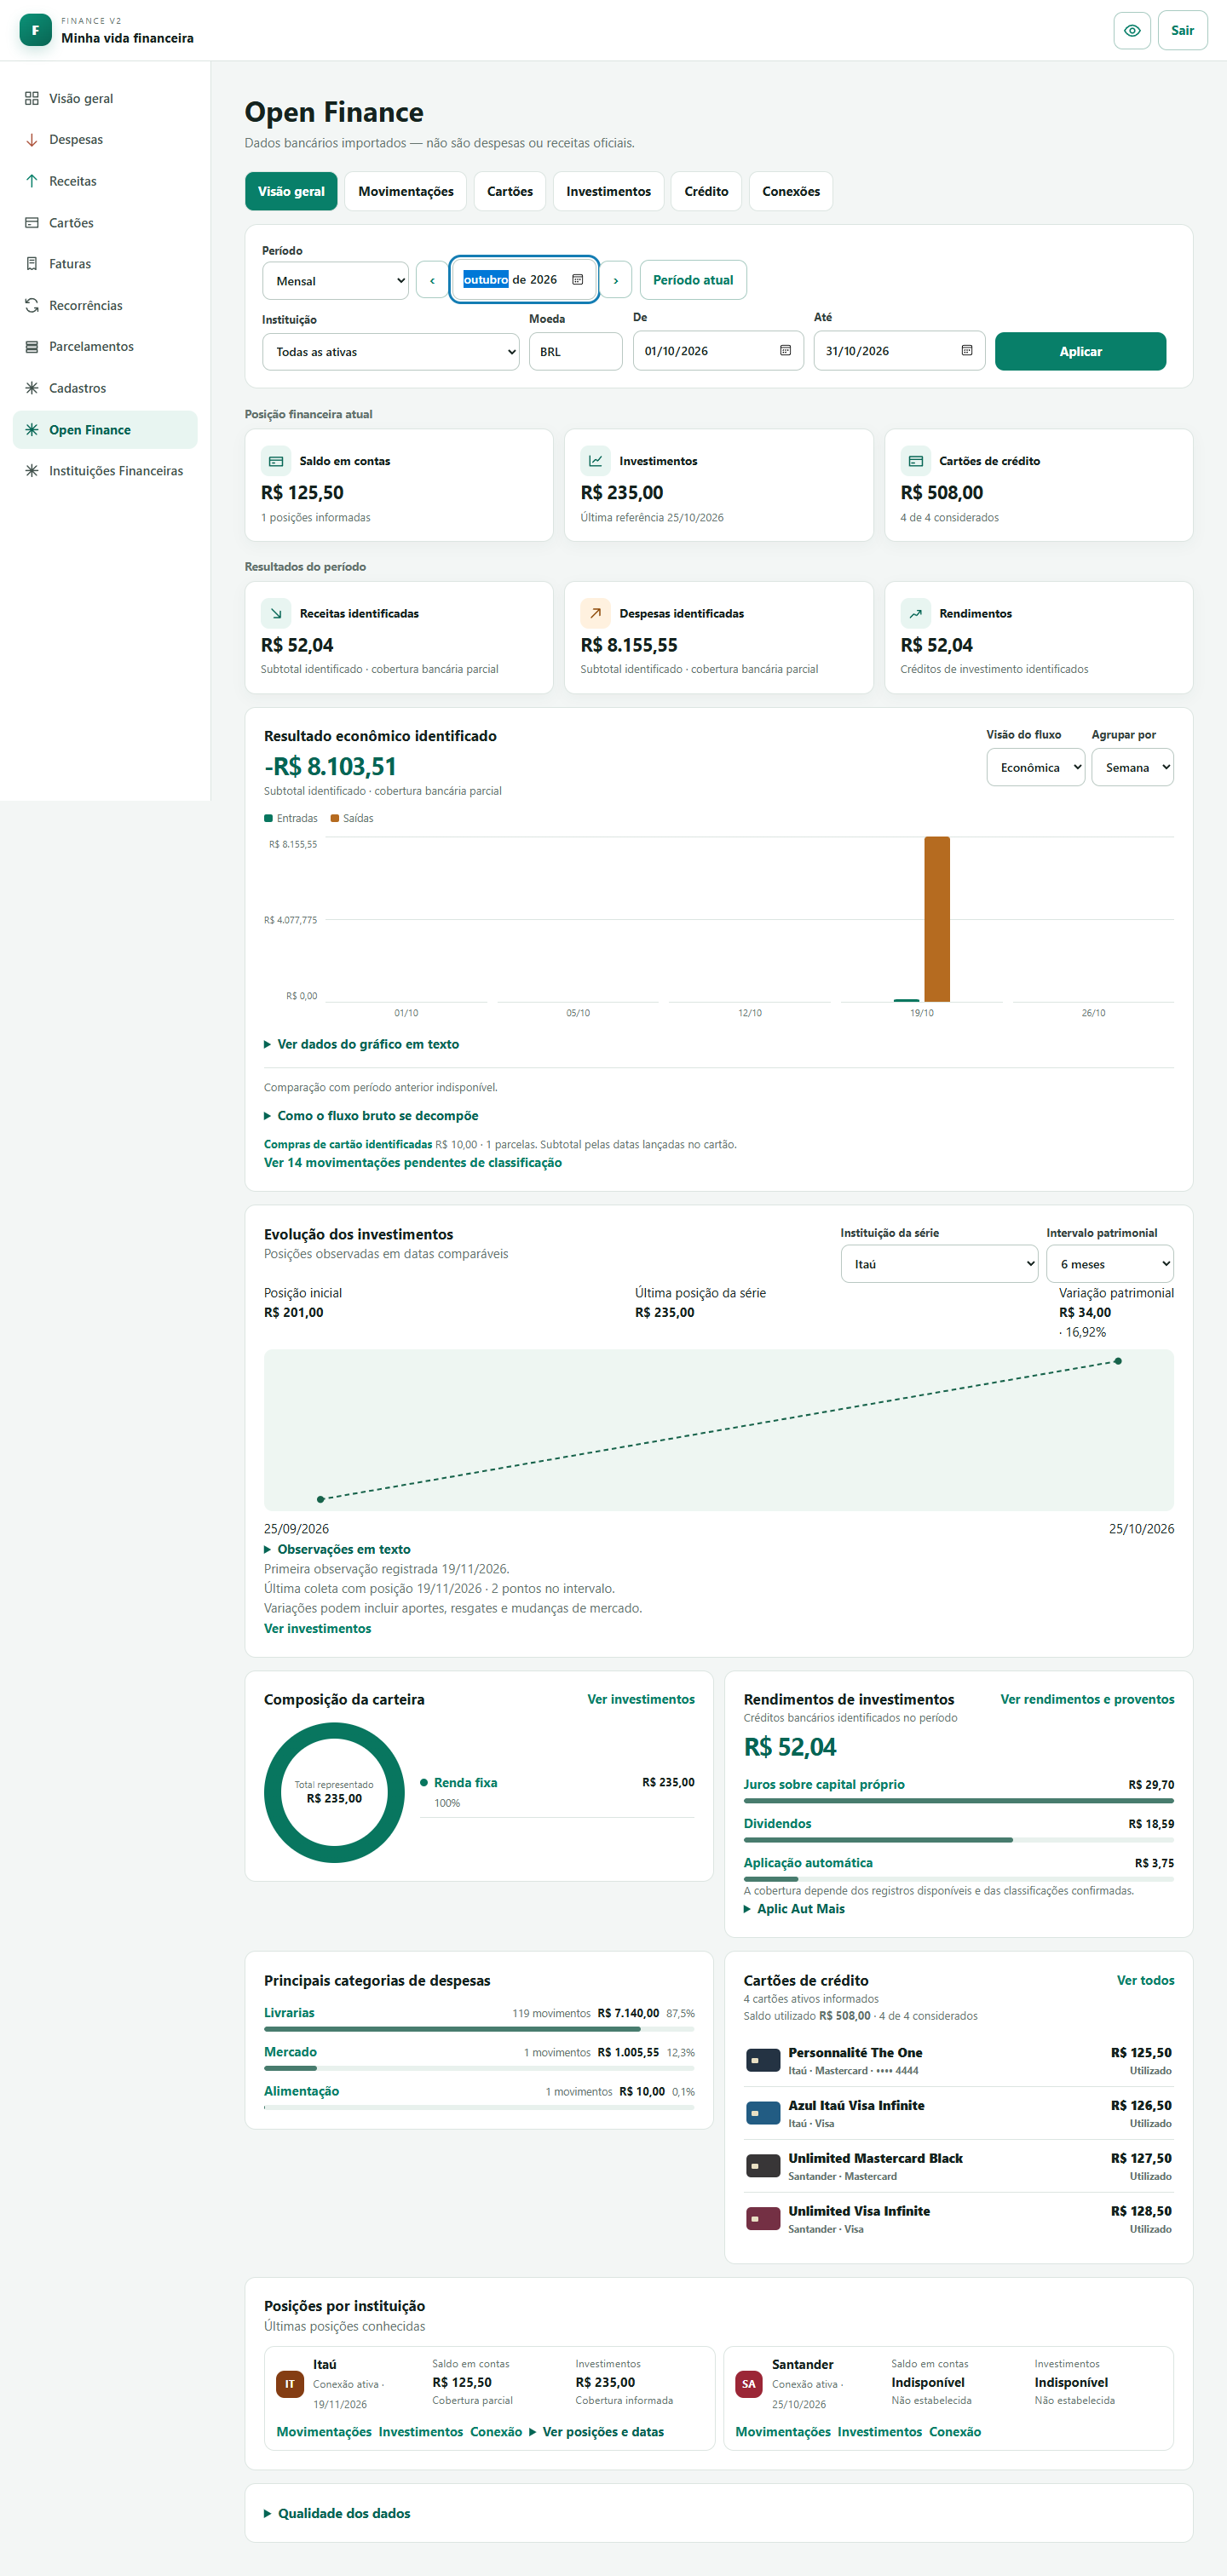 F
FINANCE V2
Minha vida financeira
Sair
Visão geral
Despesas
Receitas
Cartões
Faturas
Recorrências
Parcelamentos
Cadastros
Open Finance
Instituições Financeiras
Open Finance
Dados bancários importados — não são despesas ou receitas oficiais.
Visão geral
Movimentações
Cartões
Investimentos
Crédito
Conexões
Período
Mensal
‹
outubro de 2026
›
Período atual
Instituição
Moeda
De
Até
Todas as ativas
BRL
01/10/2026
31/10/2026
Aplicar
Posição financeira atual
Saldo em contas
R$ 125,50
1 posições informadas
Investimentos
R$ 235,00
Última referência 25/10/2026
Cartões de crédito
R$ 508,00
4 de 4 considerados
Resultados do período
Receitas identificadas
R$ 52,04
Subtotal identificado · cobertura bancária parcial
Despesas identificadas
R$ 8.155,55
Subtotal identificado · cobertura bancária parcial
Rendimentos
R$ 52,04
Créditos de investimento identificados
Resultado econômico identificado
-R$ 8.103,51
Subtotal identificado · cobertura bancária parcial
Visão do fluxo
Econômica
Agrupar por
Semana
Entradas
Saídas
R$ 8.155,55
R$ 4.077,775
R$ 0,00
01/10
05/10
12/10
19/10
26/10
Ver dados do gráfico em texto
Comparação com período anterior indisponível.
Como o fluxo bruto se decompõe
Compras de cartão identificadas R$ 10,00 · 1 parcelas. Subtotal pelas datas lançadas no cartão.
Ver 14 movimentações pendentes de classificação
Evolução dos investimentos
Posições observadas em datas comparáveis
Instituição da série
Itaú
Intervalo patrimonial
6 meses
Posição inicial
R$ 201,00
Última posição da série
R$ 235,00
Variação patrimonial
R$ 34,00
· 16,92%
25/09/2026
25/10/2026
Observações em texto
Primeira observação registrada 19/11/2026.
Última coleta com posição 19/11/2026 · 2 pontos no intervalo.
Variações podem incluir aportes, resgates e mudanças de mercado.
Ver investimentos
Composição da carteira
Ver investimentos
Total representado
R$ 235,00
Renda fixa
R$ 235,00
100%
Rendimentos de investimentos
Ver rendimentos e proventos
Créditos bancários identificados no período
R$ 52,04
Juros sobre capital próprio
R$ 29,70
Dividendos
R$ 18,59
Aplicação automática
R$ 3,75
A cobertura depende dos registros disponíveis e das classificações confirmadas.
Aplic Aut Mais
Principais categorias de despesas
Livrarias
119 movimentos R$ 7.140,00 87,5%
Mercado
1 movimentos R$ 1.005,55 12,3%
Alimentação
1 movimentos R$ 10,00 0,1%
Cartões de crédito
Ver todos
4 cartões ativos informados
Saldo utilizado R$ 508,00 · 4 de 4 considerados
Personnalité The One
R$ 125,50
Itaú · Mastercard · •••• 4444
Utilizado
Azul Itaú Visa Infinite
R$ 126,50
Itaú · Visa
Utilizado
Unlimited Mastercard Black
R$ 127,50
Santander · Mastercard
Utilizado
Unlimited Visa Infinite
R$ 128,50
Santander · Visa
Utilizado
Posições por instituição
Últimas posições conhecidas
IT
Itaú
Conexão ativa ·
19/11/2026
Saldo em contas
R$ 125,50
Cobertura parcial
Investimentos
R$ 235,00
Cobertura informada
Movimentações Investimentos Conexão Ver posições e datas
SA
Santander
Conexão ativa ·
25/10/2026
Saldo em contas
Indisponível
Não estabelecida
Investimentos
Indisponível
Não estabelecida
Movimentações Investimentos Conexão
Qualidade dos dados